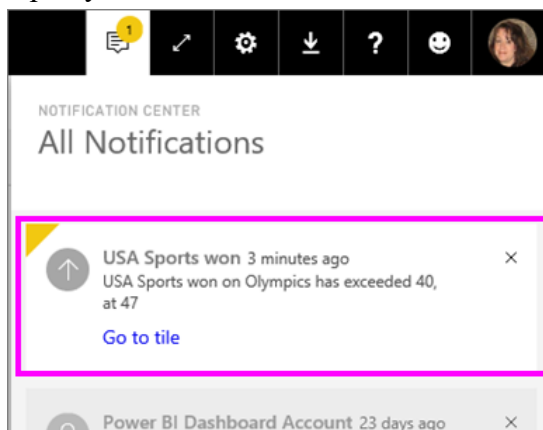 1
?
NOTIFICATION CENTER
All Notifications
USA Sports won 3 minutes ago
USA Sports won on Olympics has exceeded 40,
at 47
Go to tile
Power BI Dashboard Account 23 days ago